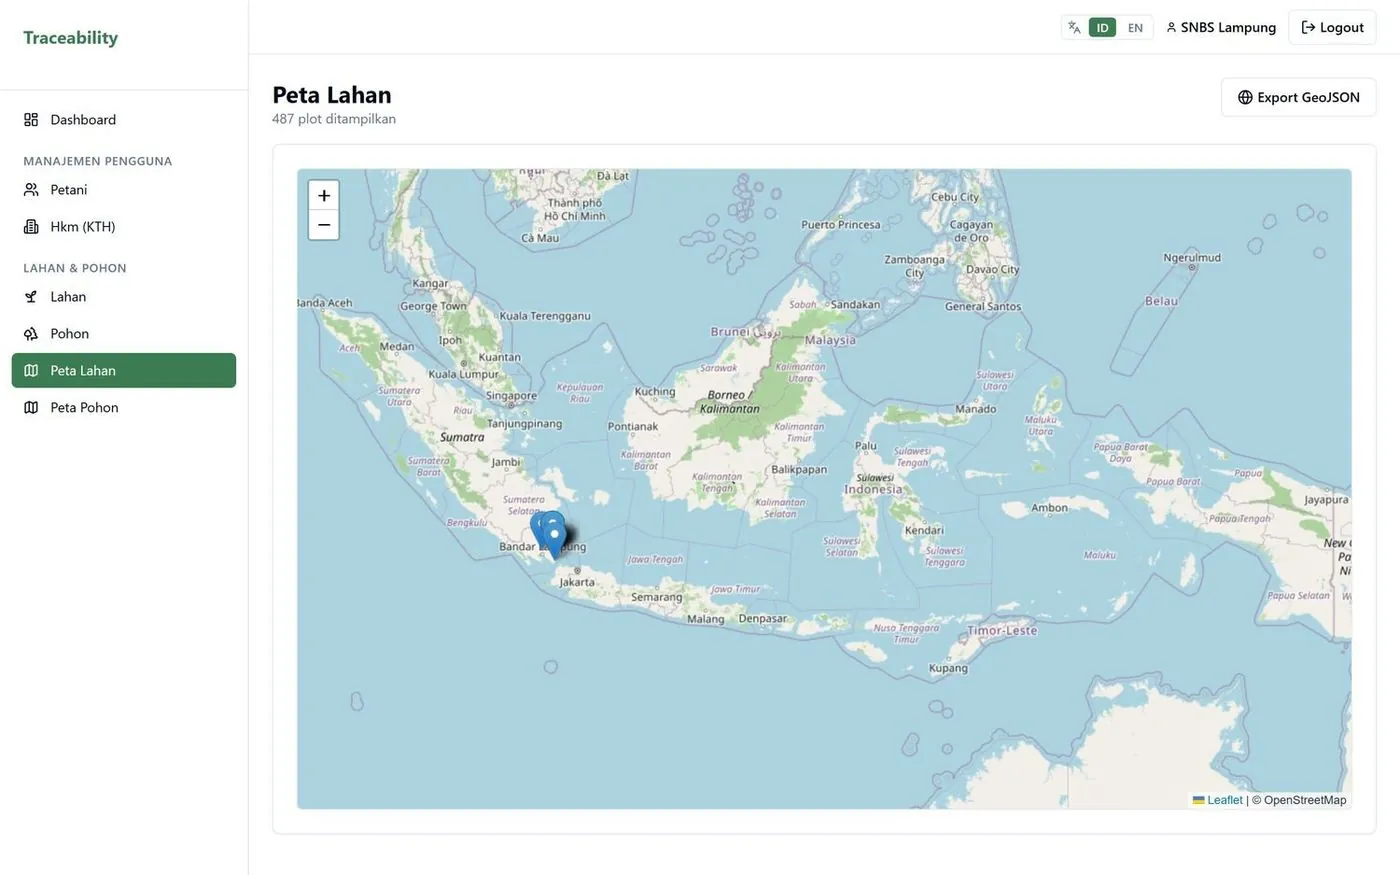 Traceability
ID
EN
SNBS Lampung
Logout
Dashboard
MANAJEMEN PENGGUNA
Petani
Hkm (KTH)
LAHAN & POHON
Lahan
Pohon
Peta Lahan
Peta Pohon
Peta Lahan
487 plot ditampilkan
Export GeoJSON
+
−
Đà Lạt
Thành phố
Hồ Chí Minh
Cà Mau
Cebu City
Puerto Princesa
Cagayan
de Oro
Zamboanga
City
Davao City
General Santos
Ngerulmud
Belau
Kangar
Banda Aceh
George Town
Kuala Terengganu
Sabah
Sandakan
Brunei
Malaysia
Ipoh
Aceh
Medan
Kuantan
Kuala Lumpur
Sarawak
Kalimantan
Utara
Sulawesi
Utara
Sumatera
Utara
Kepulauan
Riau
Singapore
Kuching
Borneo /
Kalimantan
Manado
Riau
Tanjungpinang
Pontianak
Maluku
Utara
Sumatra
Kalimantan
Timur
Palu
Sulawesi
Tengah
Papua Barat
Daya
Sumatera
Barat
Jambi
Kalimantan
Barat
Balikpapan
Kalimantan
Tengah
Sulawesi
Indonesia
Papua
Papua Barat
Sumatera
Selatan
Kalimantan
Selatan
Ambon
Jayapura
Bengkulu
Papua Tengah
Kendari
Sulawesi
Selatan
Sulawesi
Tenggara
Maluku
Jawa Tengah
Jakarta
Semarang
Jawa Timur
Malang
Denpasar
Papua Selatan
Nusa Tenggara
Timur
Timor-Leste
Kupang
Leaflet | © OpenStreetMap